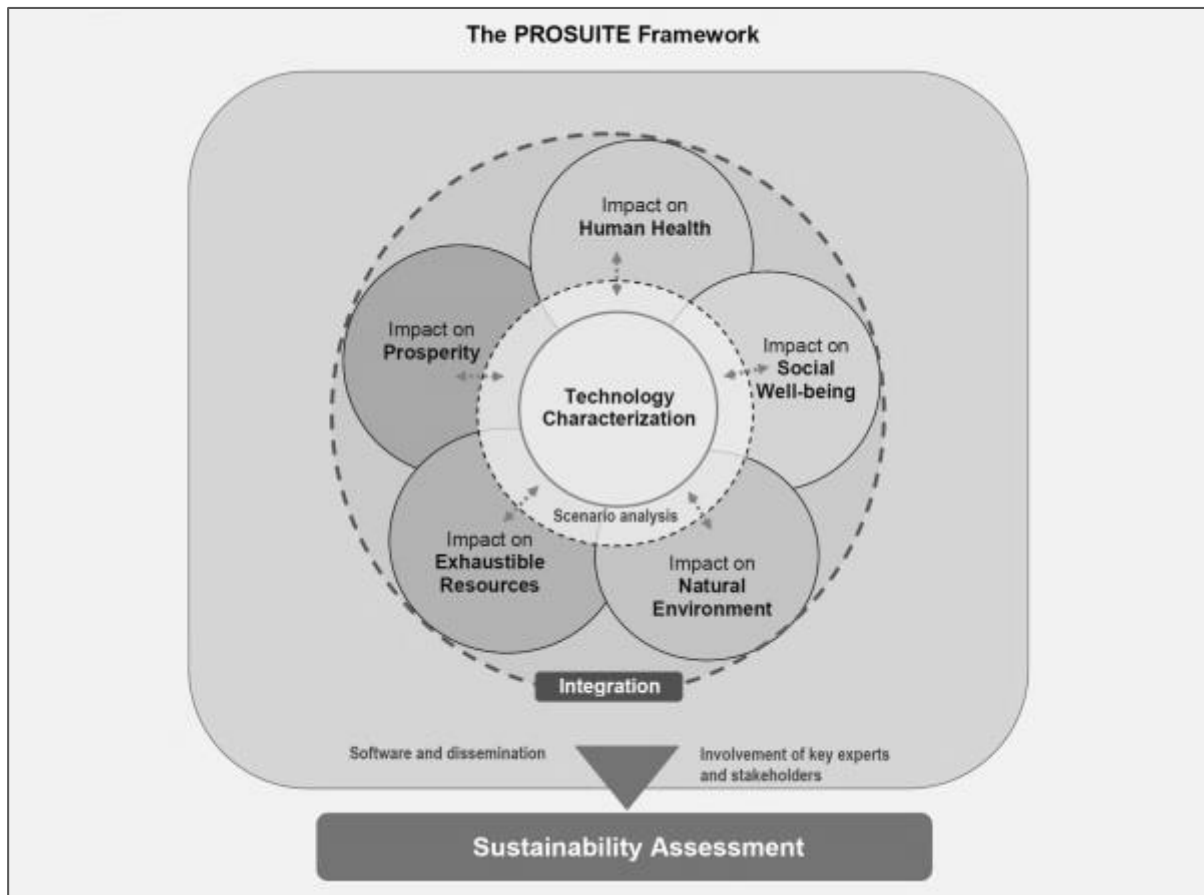 The PROSUITE Framework
Impact on
Human Health
Impact on
Prosperity
Impact on
Social
Well-being
Technology
Characterization
Scenario analysis
Impact on
Exhaustible
Resources
Impact on
Natural
Environment
Integration
Software and dissemination
Involvement of key experts
and stakeholders
Sustainability Assessment